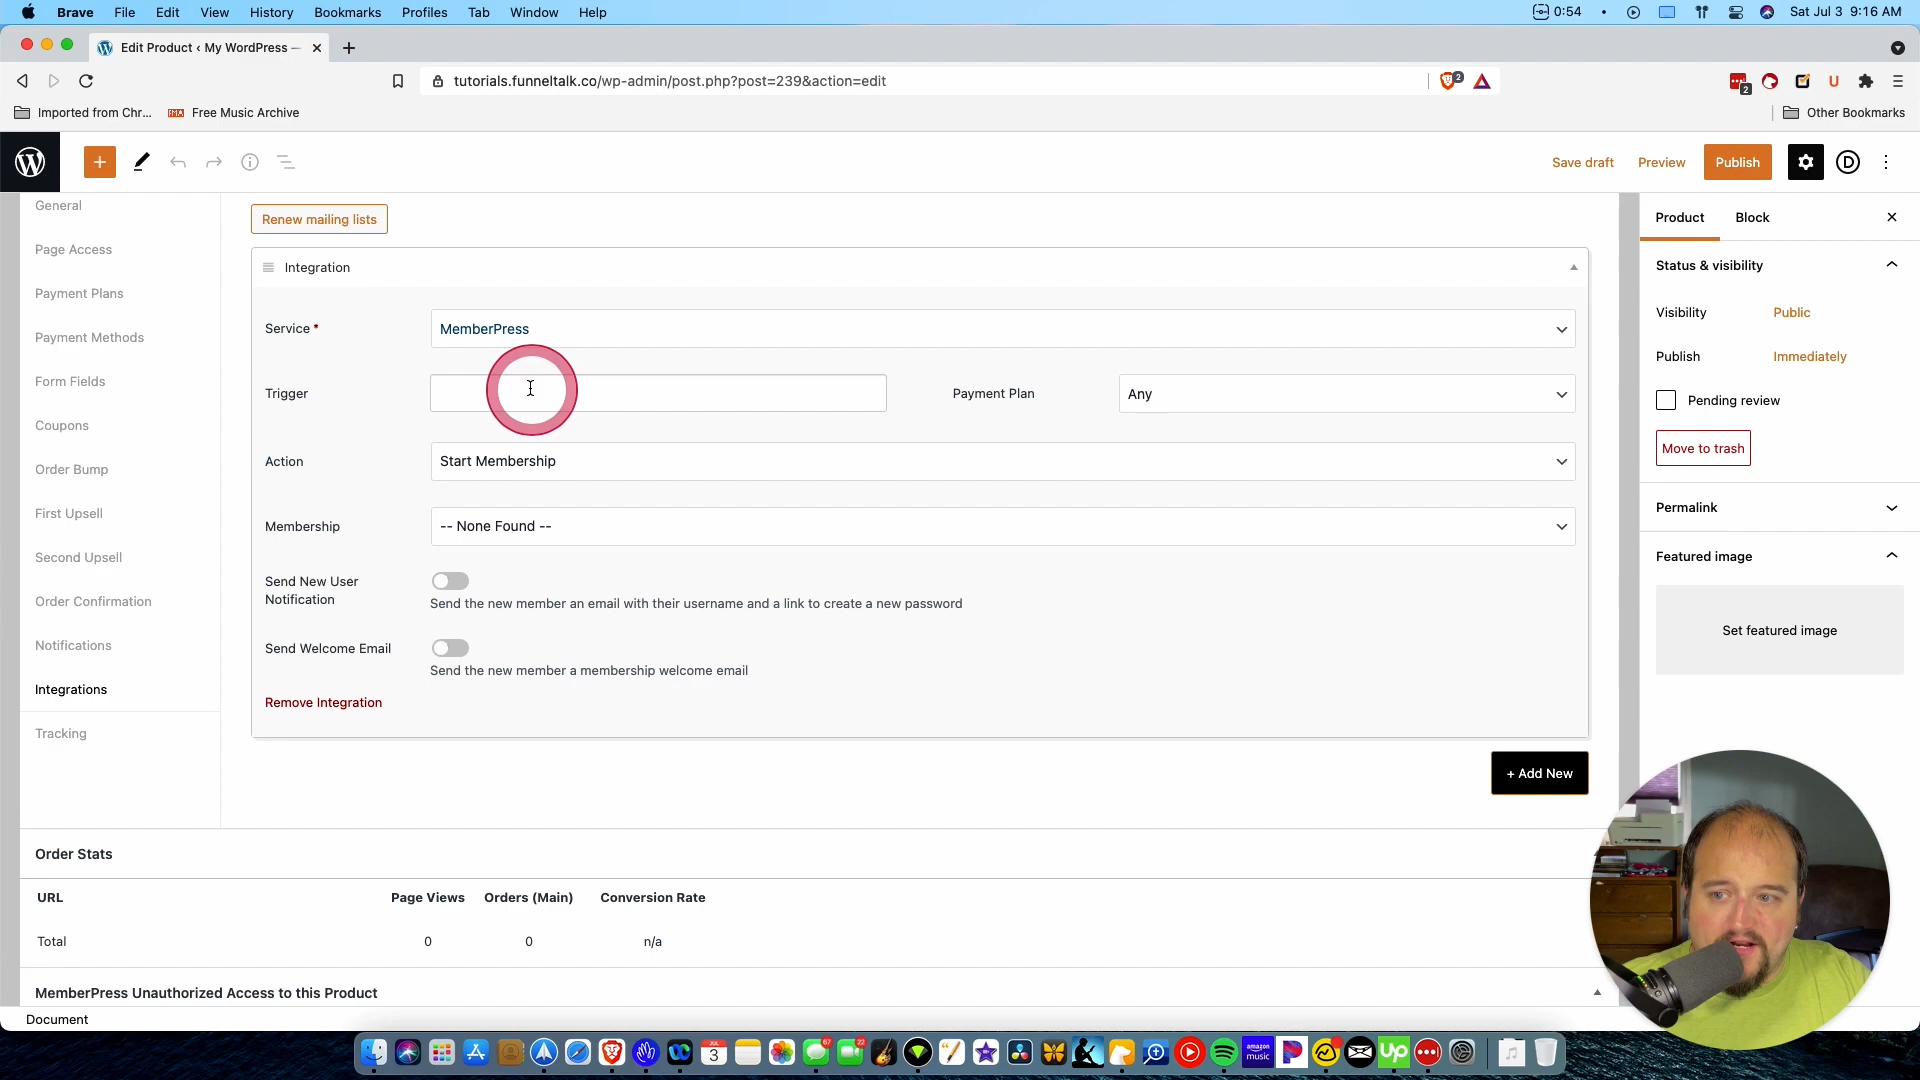 Brave File Edit View History Bookmarks Profiles Tab Window Help 0:54 Sat Jul 3 9:16 AM
Edit Product ‹ My WordPress —
tutorials.funneltalk.co/wp-admin/post.php?post=239&action=edit 2 U 2
Imported from Chr... Free Music Archive Other Bookmarks
Save draft Preview Publish
General
Page Access
Payment Plans
Payment Methods
Form Fields
Coupons
Order Bump
First Upsell
Second Upsell
Order Confirmation
Notifications
Integrations
Tracking
Renew mailing lists
Integration
Service * MemberPress
Trigger Payment Plan Any
Action Start Membership
Membership -- None Found --
Send New User
Notification
Send the new member an email with their username and a link to create a new password
Send Welcome Email
Send the new member a membership welcome email
Remove Integration
+ Add New
Product Block
Status & visibility
Visibility Public
Publish Immediately
Pending review
Move to trash
Permalink
Featured image
Set featured image
Order Stats
URL Page Views Orders (Main) Conversion Rate
Total 0 0 n/a
MemberPress Unauthorized Access to this Product
Document